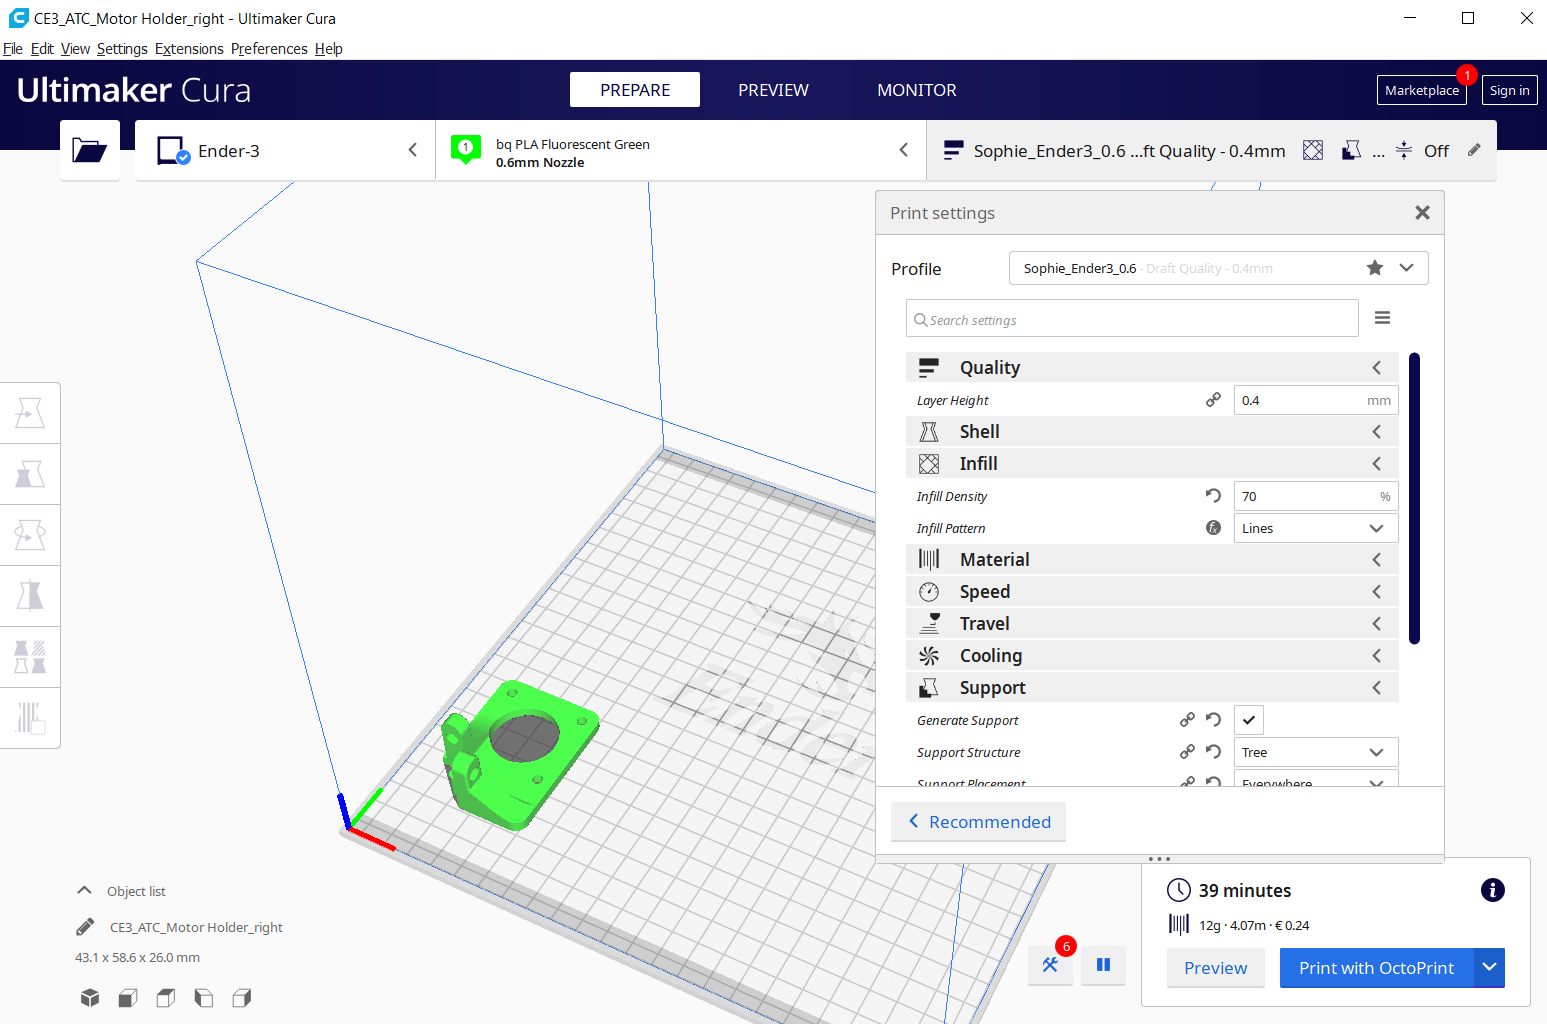 CE3_ATC_Motor Holder_right - Ultimaker Cura
File Edit View Settings Extensions Preferences Help
Ultimaker Cura
PREPARE PREVIEW MONITOR
Marketplace 1
Sign in
Ender-3
1
bq PLA Fluorescent Green
0.6mm Nozzle
Sophie_Ender3_0.6 ...ft Quality - 0.4mm ... Off
Print settings
Profile
Sophie_Ender3_0.6 - Draft Quality - 0.4mm
Search settings
Quality
Layer Height 0.4 mm
Shell
Infill
Infill Density 70 %
Infill Pattern fx Lines
Material
Speed
Travel
Cooling
Support
Generate Support
Support Structure Tree
Support Placement Everywhere
Recommended
Object list
CE3_ATC_Motor Holder_right
43.1 x 58.6 x 26.0 mm
6
39 minutes
12g · 4.07m · € 0.24
Preview
Print with OctoPrint